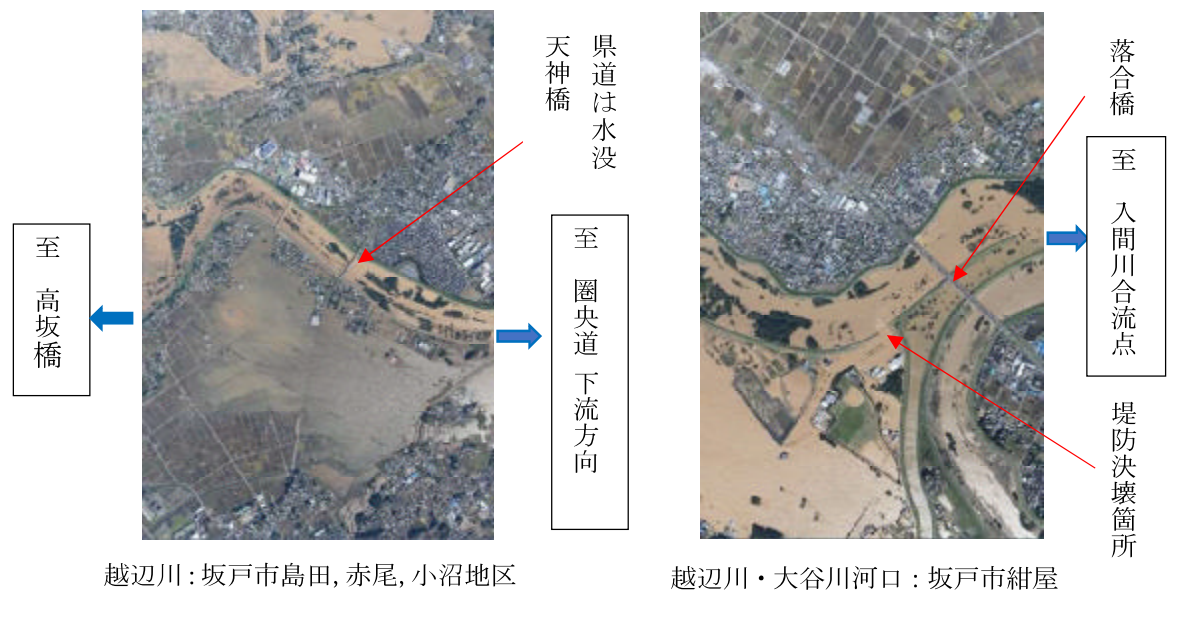 県道は水没
天神橋
至 高坂橋
至 圏央道 下流方向
越辺川:坂戸市島田,赤尾,小沼地区
落合橋
至 入間川合流点
堤防決壊箇所
越辺川・大谷川河口:坂戸市紺屋